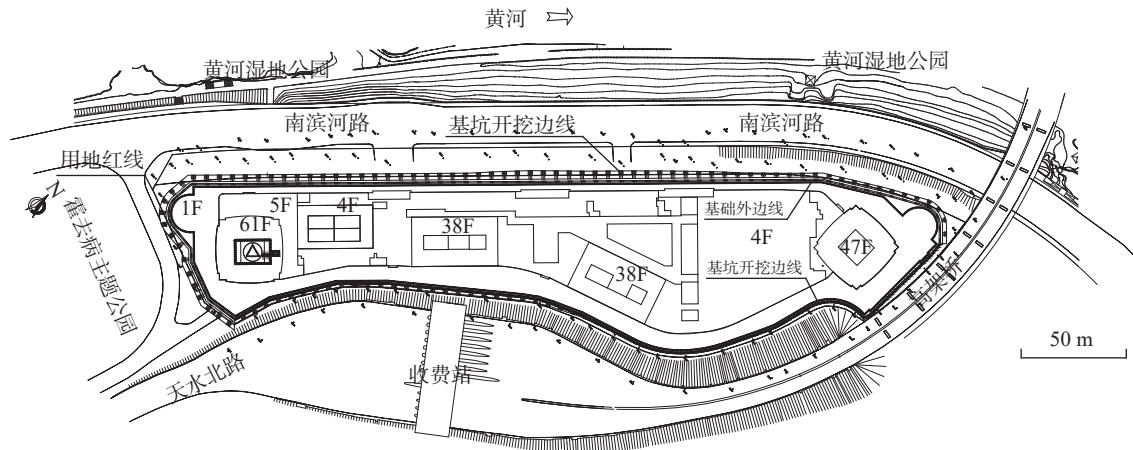 黄河
黄河湿地公园
黄河湿地公园
南滨河路
基坑开挖边线
南滨河路
用地红线
N
霍去病主题公园
1F
5F
4F
61F
38F
基础外边线
4F
47F
38F
基坑开挖边线
高架桥
50 m
收费站
天水北路